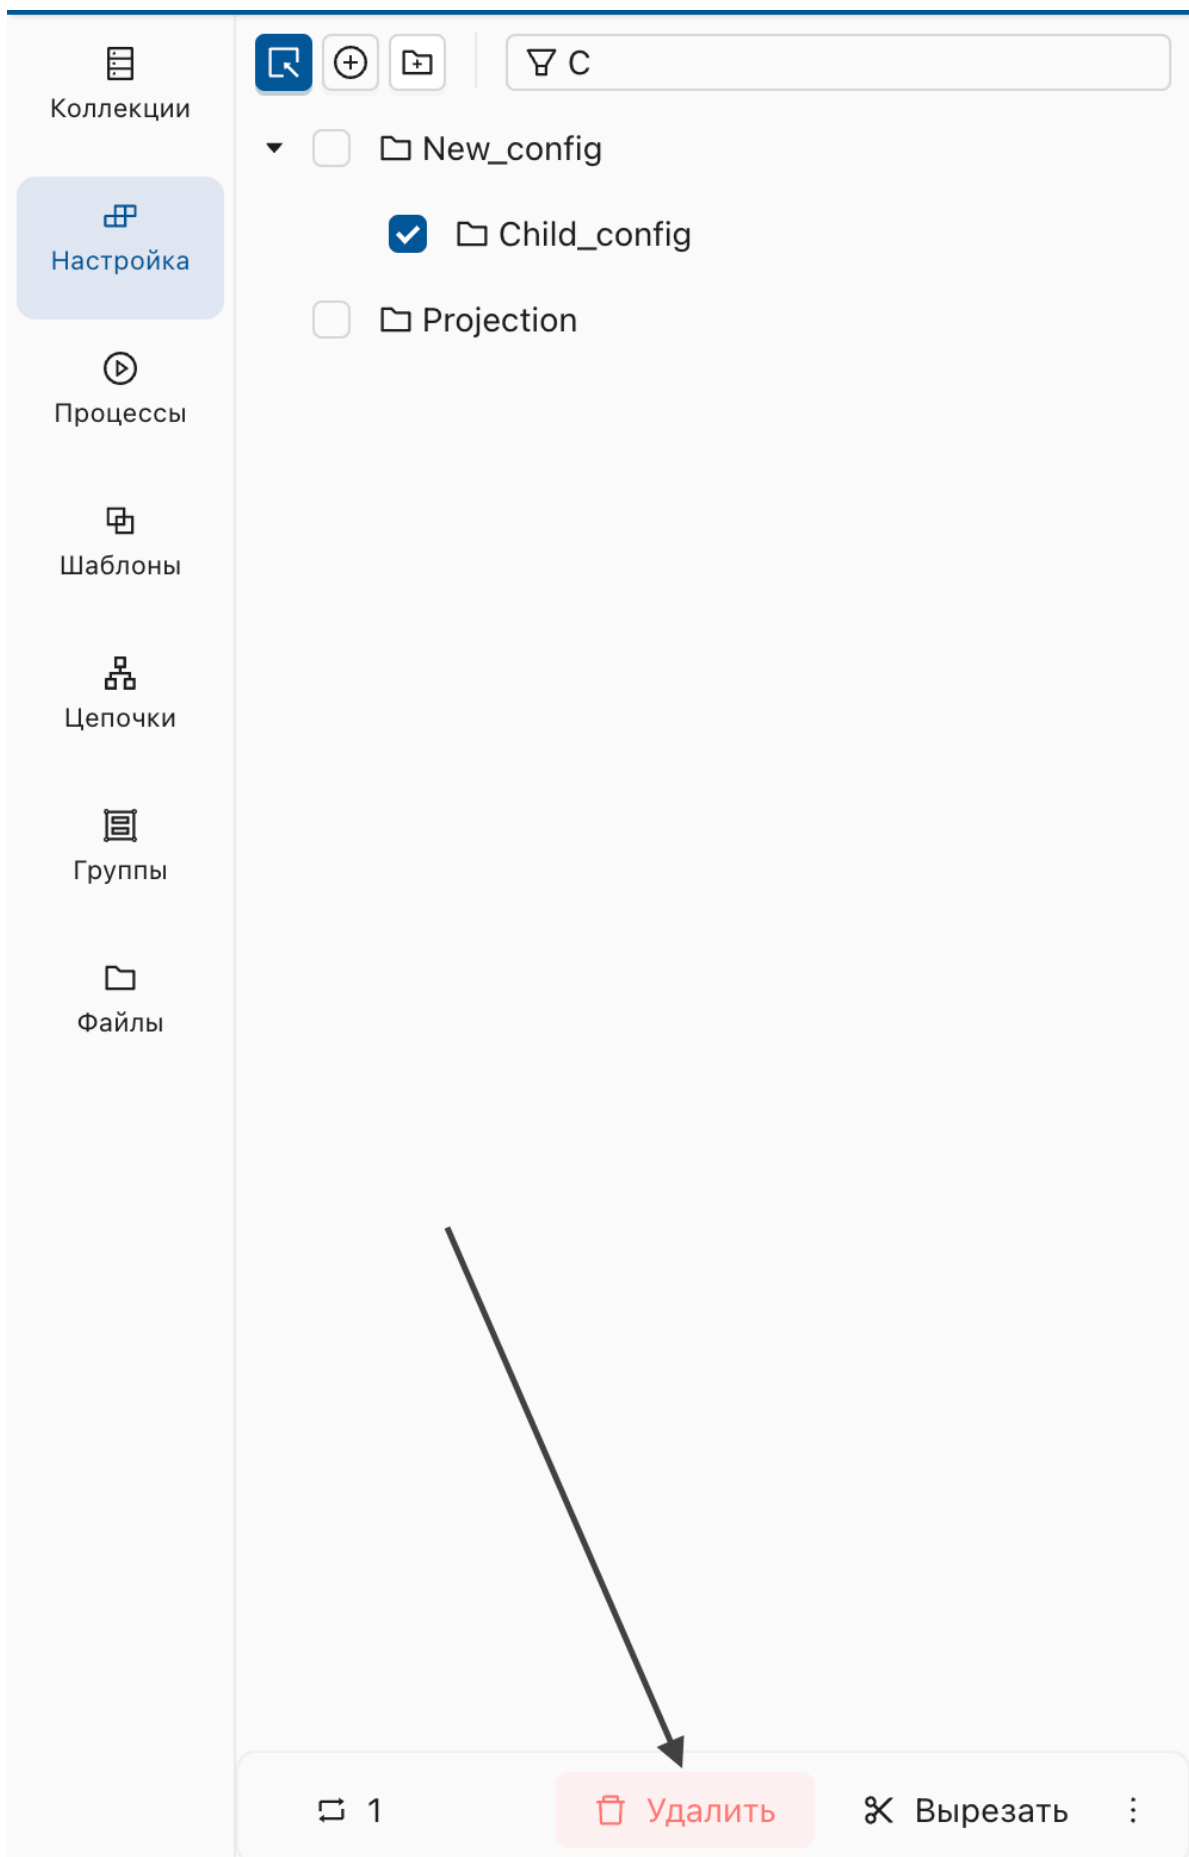 Коллекции
Настройка
Процессы
Шаблоны
Цепочки
Группы
Файлы
C
New_config
Child_config
Projection
1
Удалить
Вырезать